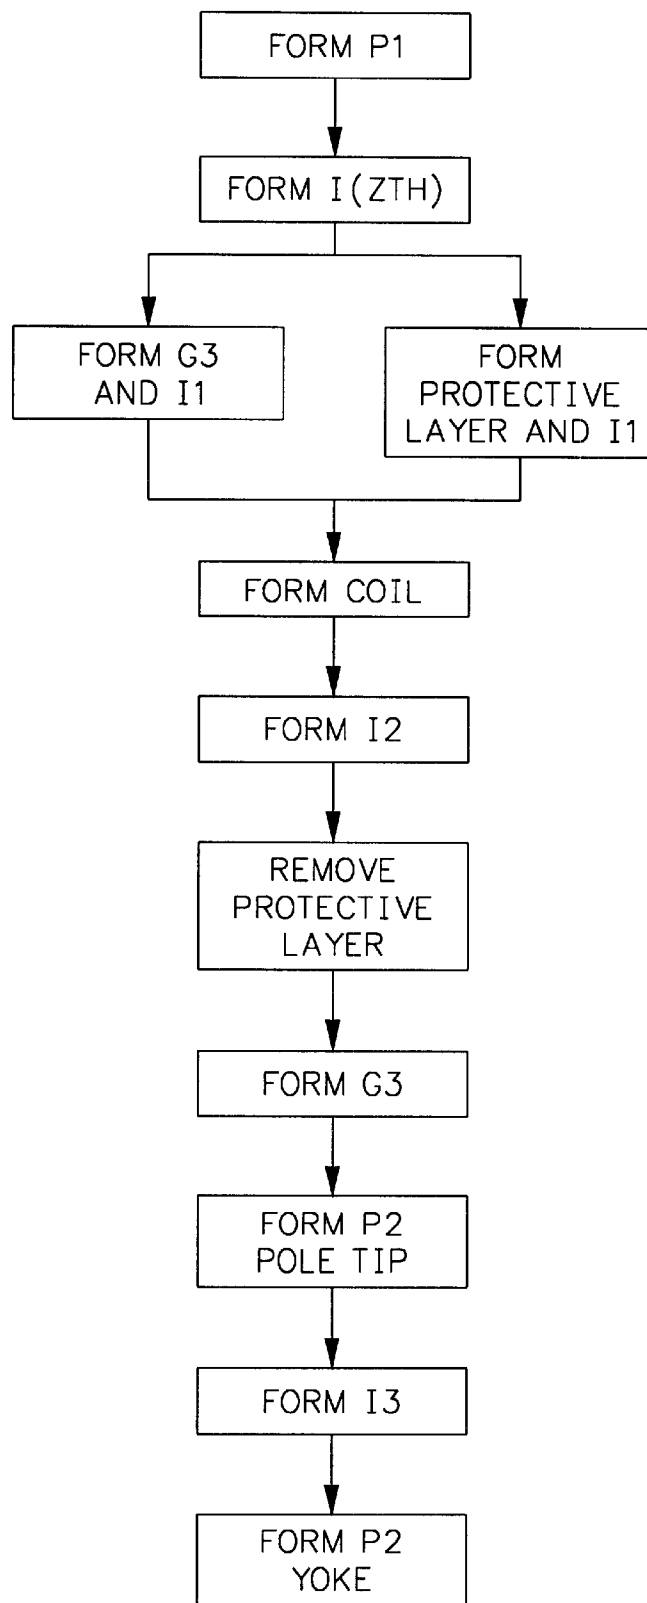 FORM P1
FORM I(ZTH)
FORM G3
AND I1
FORM
PROTECTIVE
LAYER AND I1
FORM COIL
FORM I2
REMOVE
PROTECTIVE
LAYER
FORM G3
FORM P2
POLE TIP
FORM I3
FORM P2
YOKE